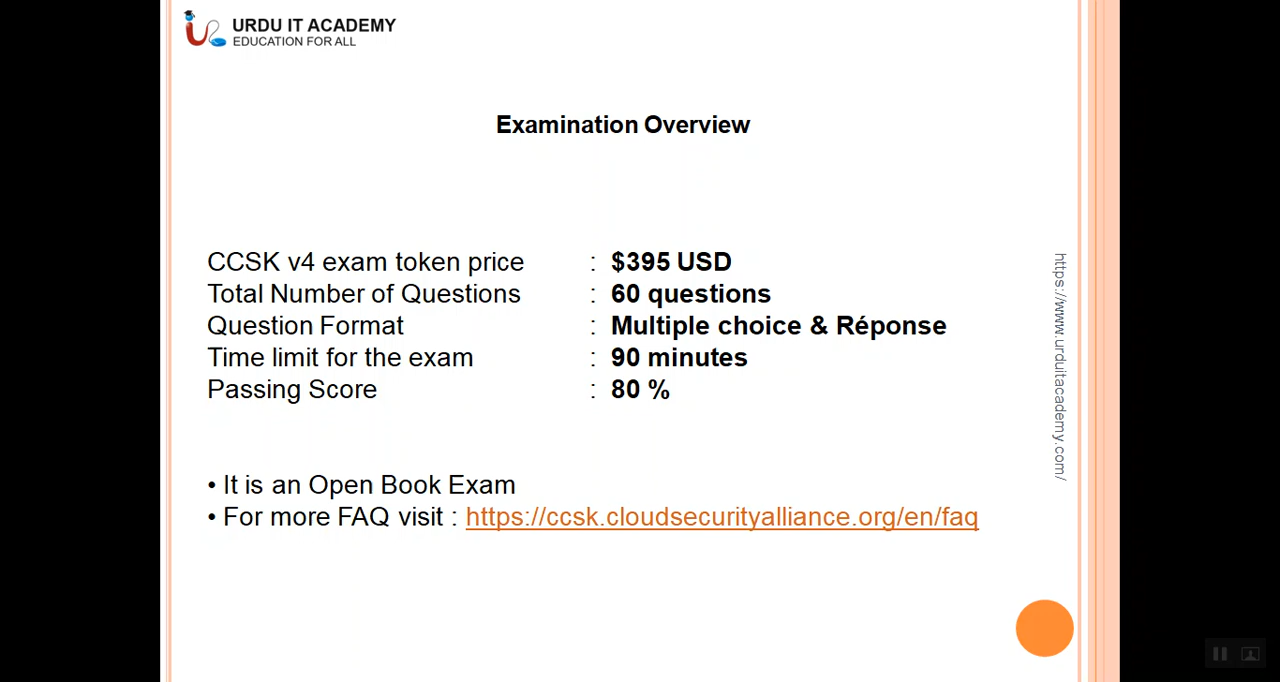 URDU IT ACADEMY
EDUCATION FOR ALL
Examination Overview
CCSK v4 exam token price : $395 USD
Total Number of Questions : 60 questions
Question Format : Multiple choice & Réponse
Time limit for the exam : 90 minutes
Passing Score : 80 %
• It is an Open Book Exam
• For more FAQ visit : https://ccsk.cloudsecurityalliance.org/en/faq
https://www.urduitacademy.com/